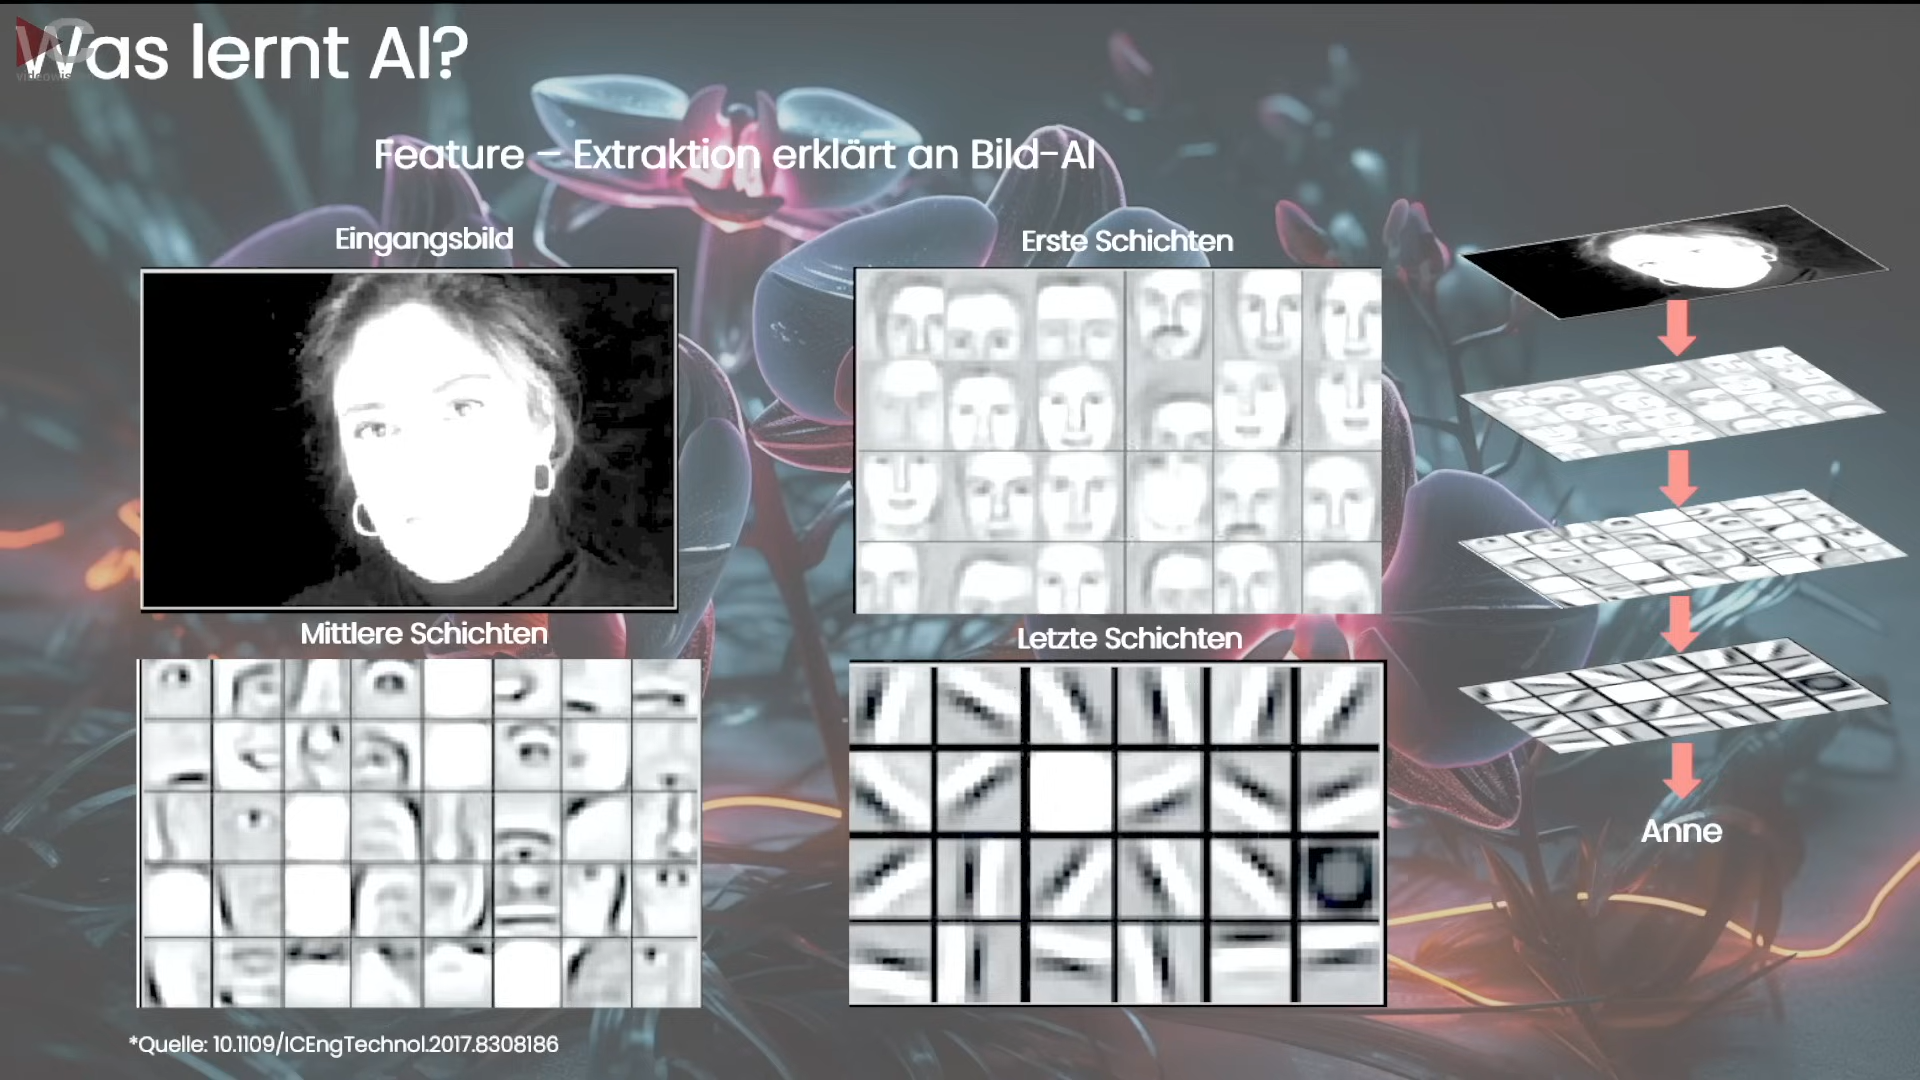 Was lernt AI?
Feature – Extraktion erklärt an Bild-AI
Eingangsbild
Erste Schichten
Mittlere Schichten
Letzte Schichten
Anne
*Quelle: 10.1109/ICEngTechnol.2017.8308186